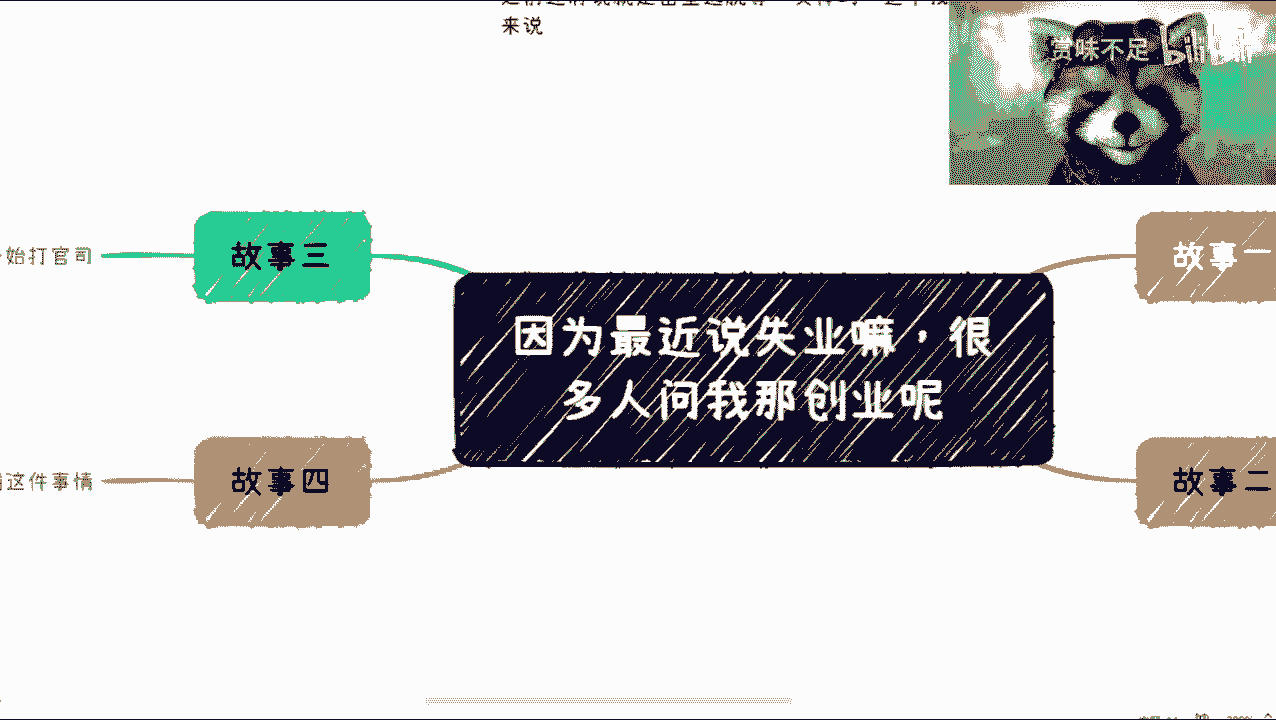 来说
赏味不足 bilibili
故事三
始打官司
故事一
因为最近说失业嘛，很
多人问我那创业呢
故事四
这件事情
故事二